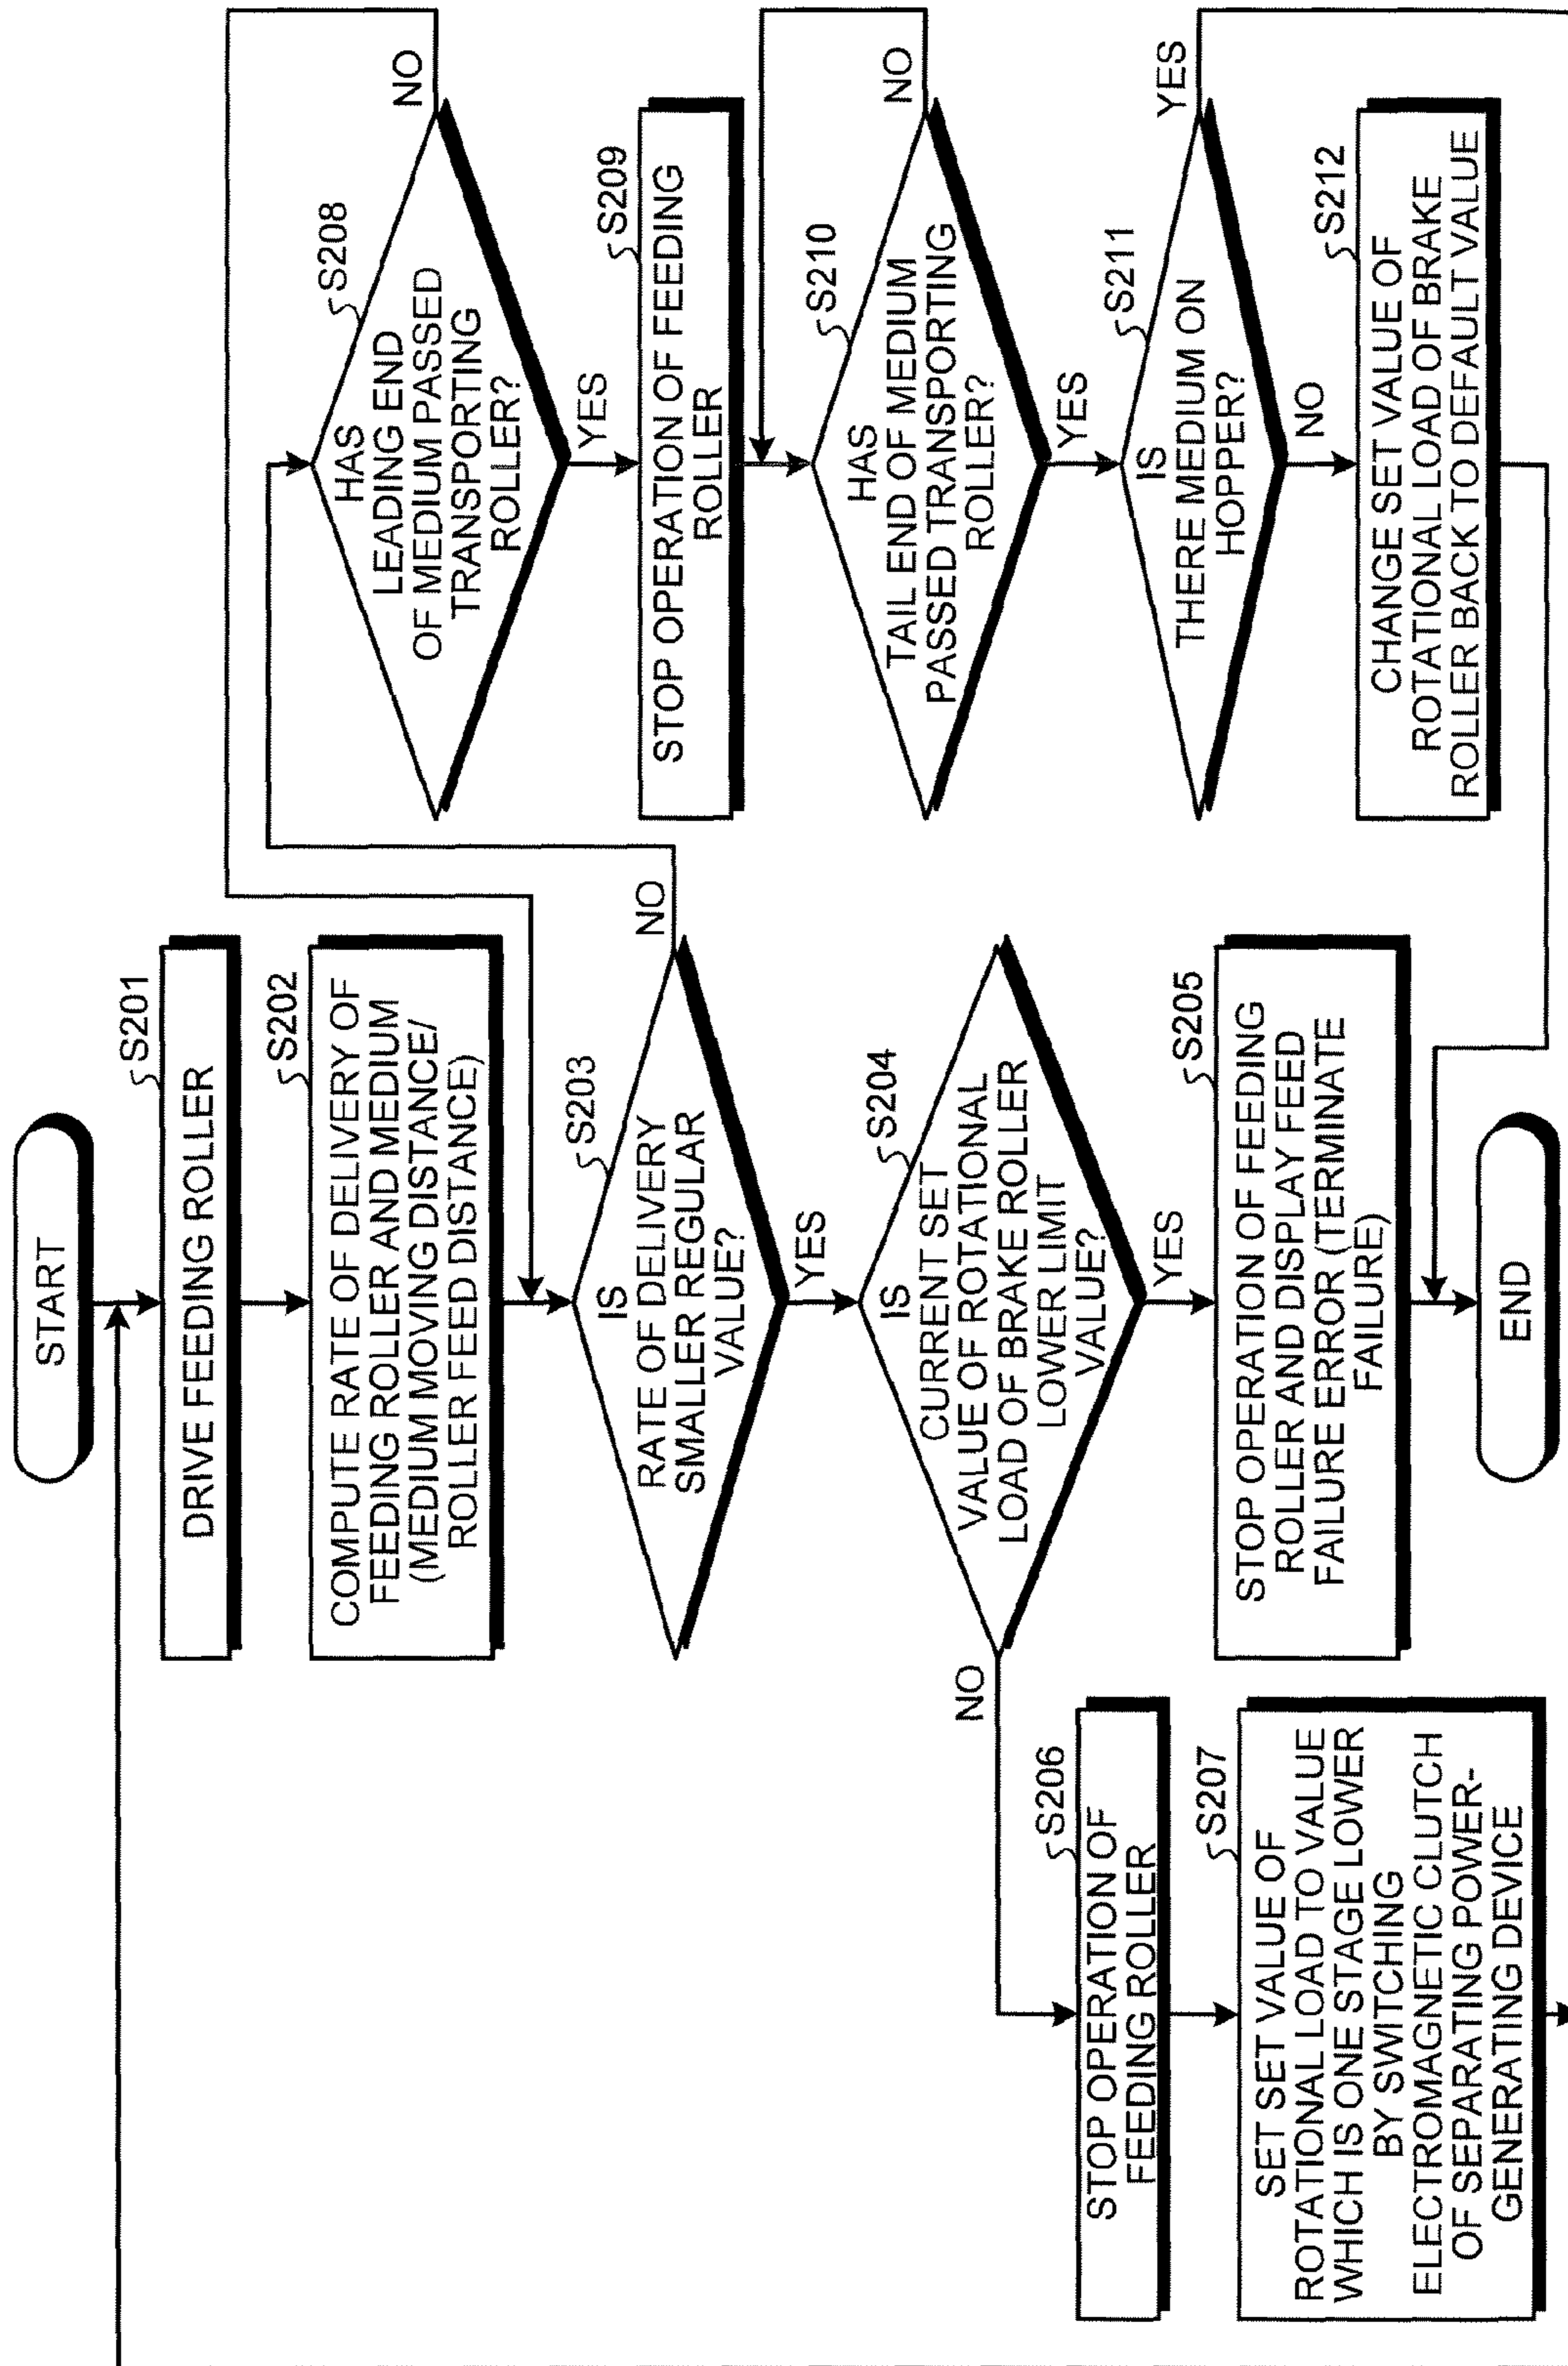 START
S201
DRIVE FEEDING ROLLER
S202
COMPUTE RATE OF DELIVERY OF
FEEDING ROLLER AND MEDIUM
(MEDIUM MOVING DISTANCE/
ROLLER FEED DISTANCE)
S203
IS
RATE OF DELIVERY
SMALLER REGULAR
VALUE?
NO
YES
S204
IS
CURRENT SET
VALUE OF ROTATIONAL
LOAD OF BRAKE ROLLER
LOWER LIMIT
VALUE?
NO
YES
S205
STOP OPERATION OF FEEDING
ROLLER AND DISPLAY FEED
FAILURE ERROR (TERMINATE
FAILURE)
END
S206
STOP OPERATION OF
FEEDING ROLLER
S207
SET SET VALUE OF
ROTATIONAL LOAD TO VALUE
WHICH IS ONE STAGE LOWER
BY SWITCHING
ELECTROMAGNETIC CLUTCH
OF SEPARATING POWER-
GENERATING DEVICE
S208
HAS
LEADING END
OF MEDIUM PASSED
TRANSPORTING
ROLLER?
NO
YES
S209
STOP OPERATION OF FEEDING
ROLLER
S210
HAS
TAIL END OF MEDIUM
PASSED TRANSPORTING
ROLLER?
NO
YES
S211
IS
THERE MEDIUM ON
HOPPER?
YES
NO
S212
CHANGE SET VALUE OF
ROTATIONAL LOAD OF BRAKE
ROLLER BACK TO DEFAULT VALUE